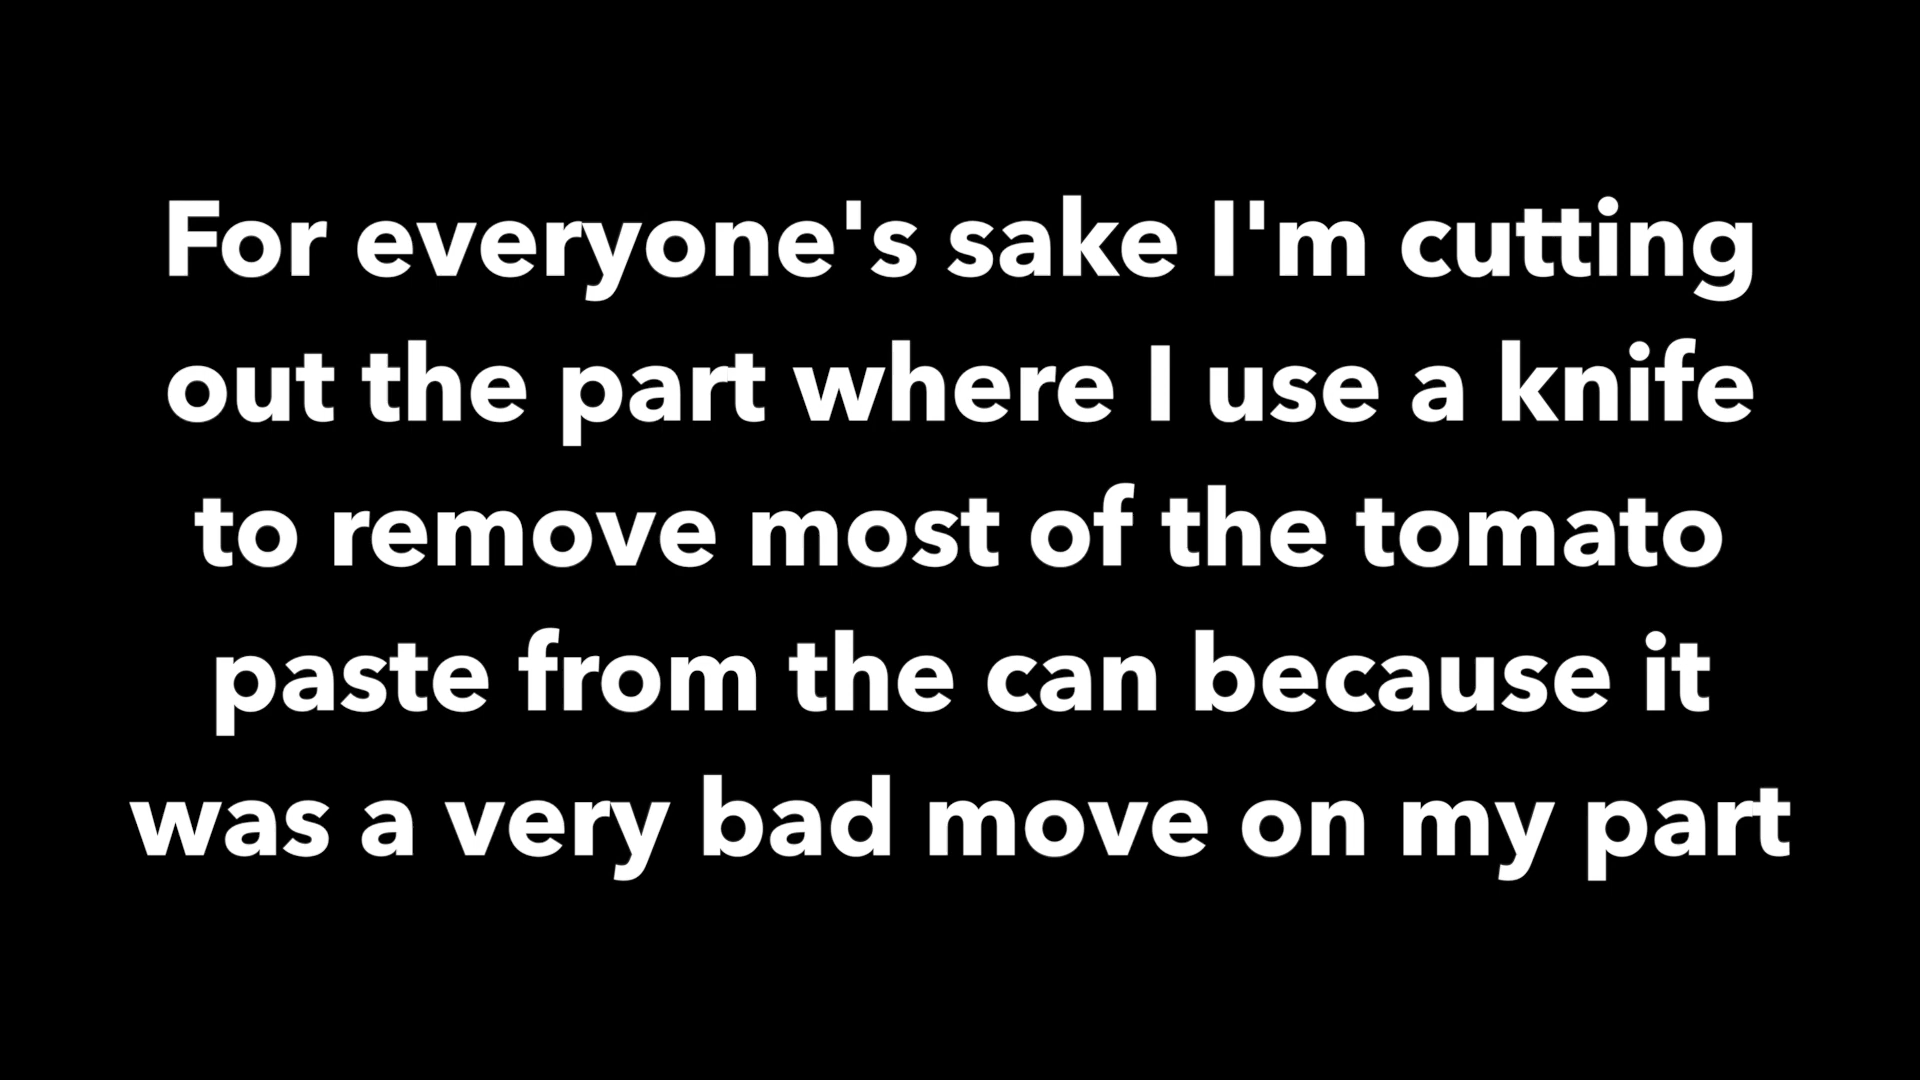 For everyone's sake I'm cutting
out the part where I use a knife
to remove most of the tomato
paste from the can because it
was a very bad move on my part